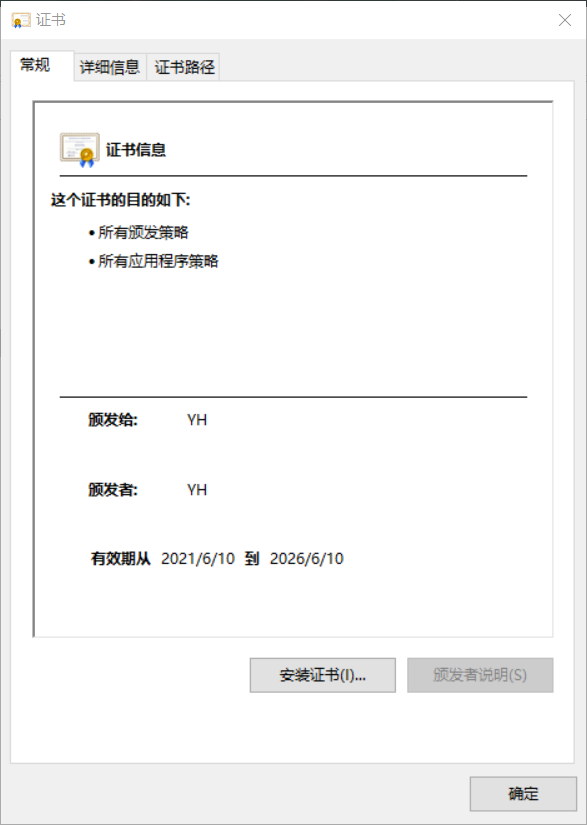 证书
常规 详细信息 证书路径
证书信息
这个证书的目的如下:
• 所有颁发策略
• 所有应用程序策略
颁发给: YH
颁发者: YH
有效期从 2021/6/10 到 2026/6/10
安装证书(I)... 颁发者说明(S)
确定